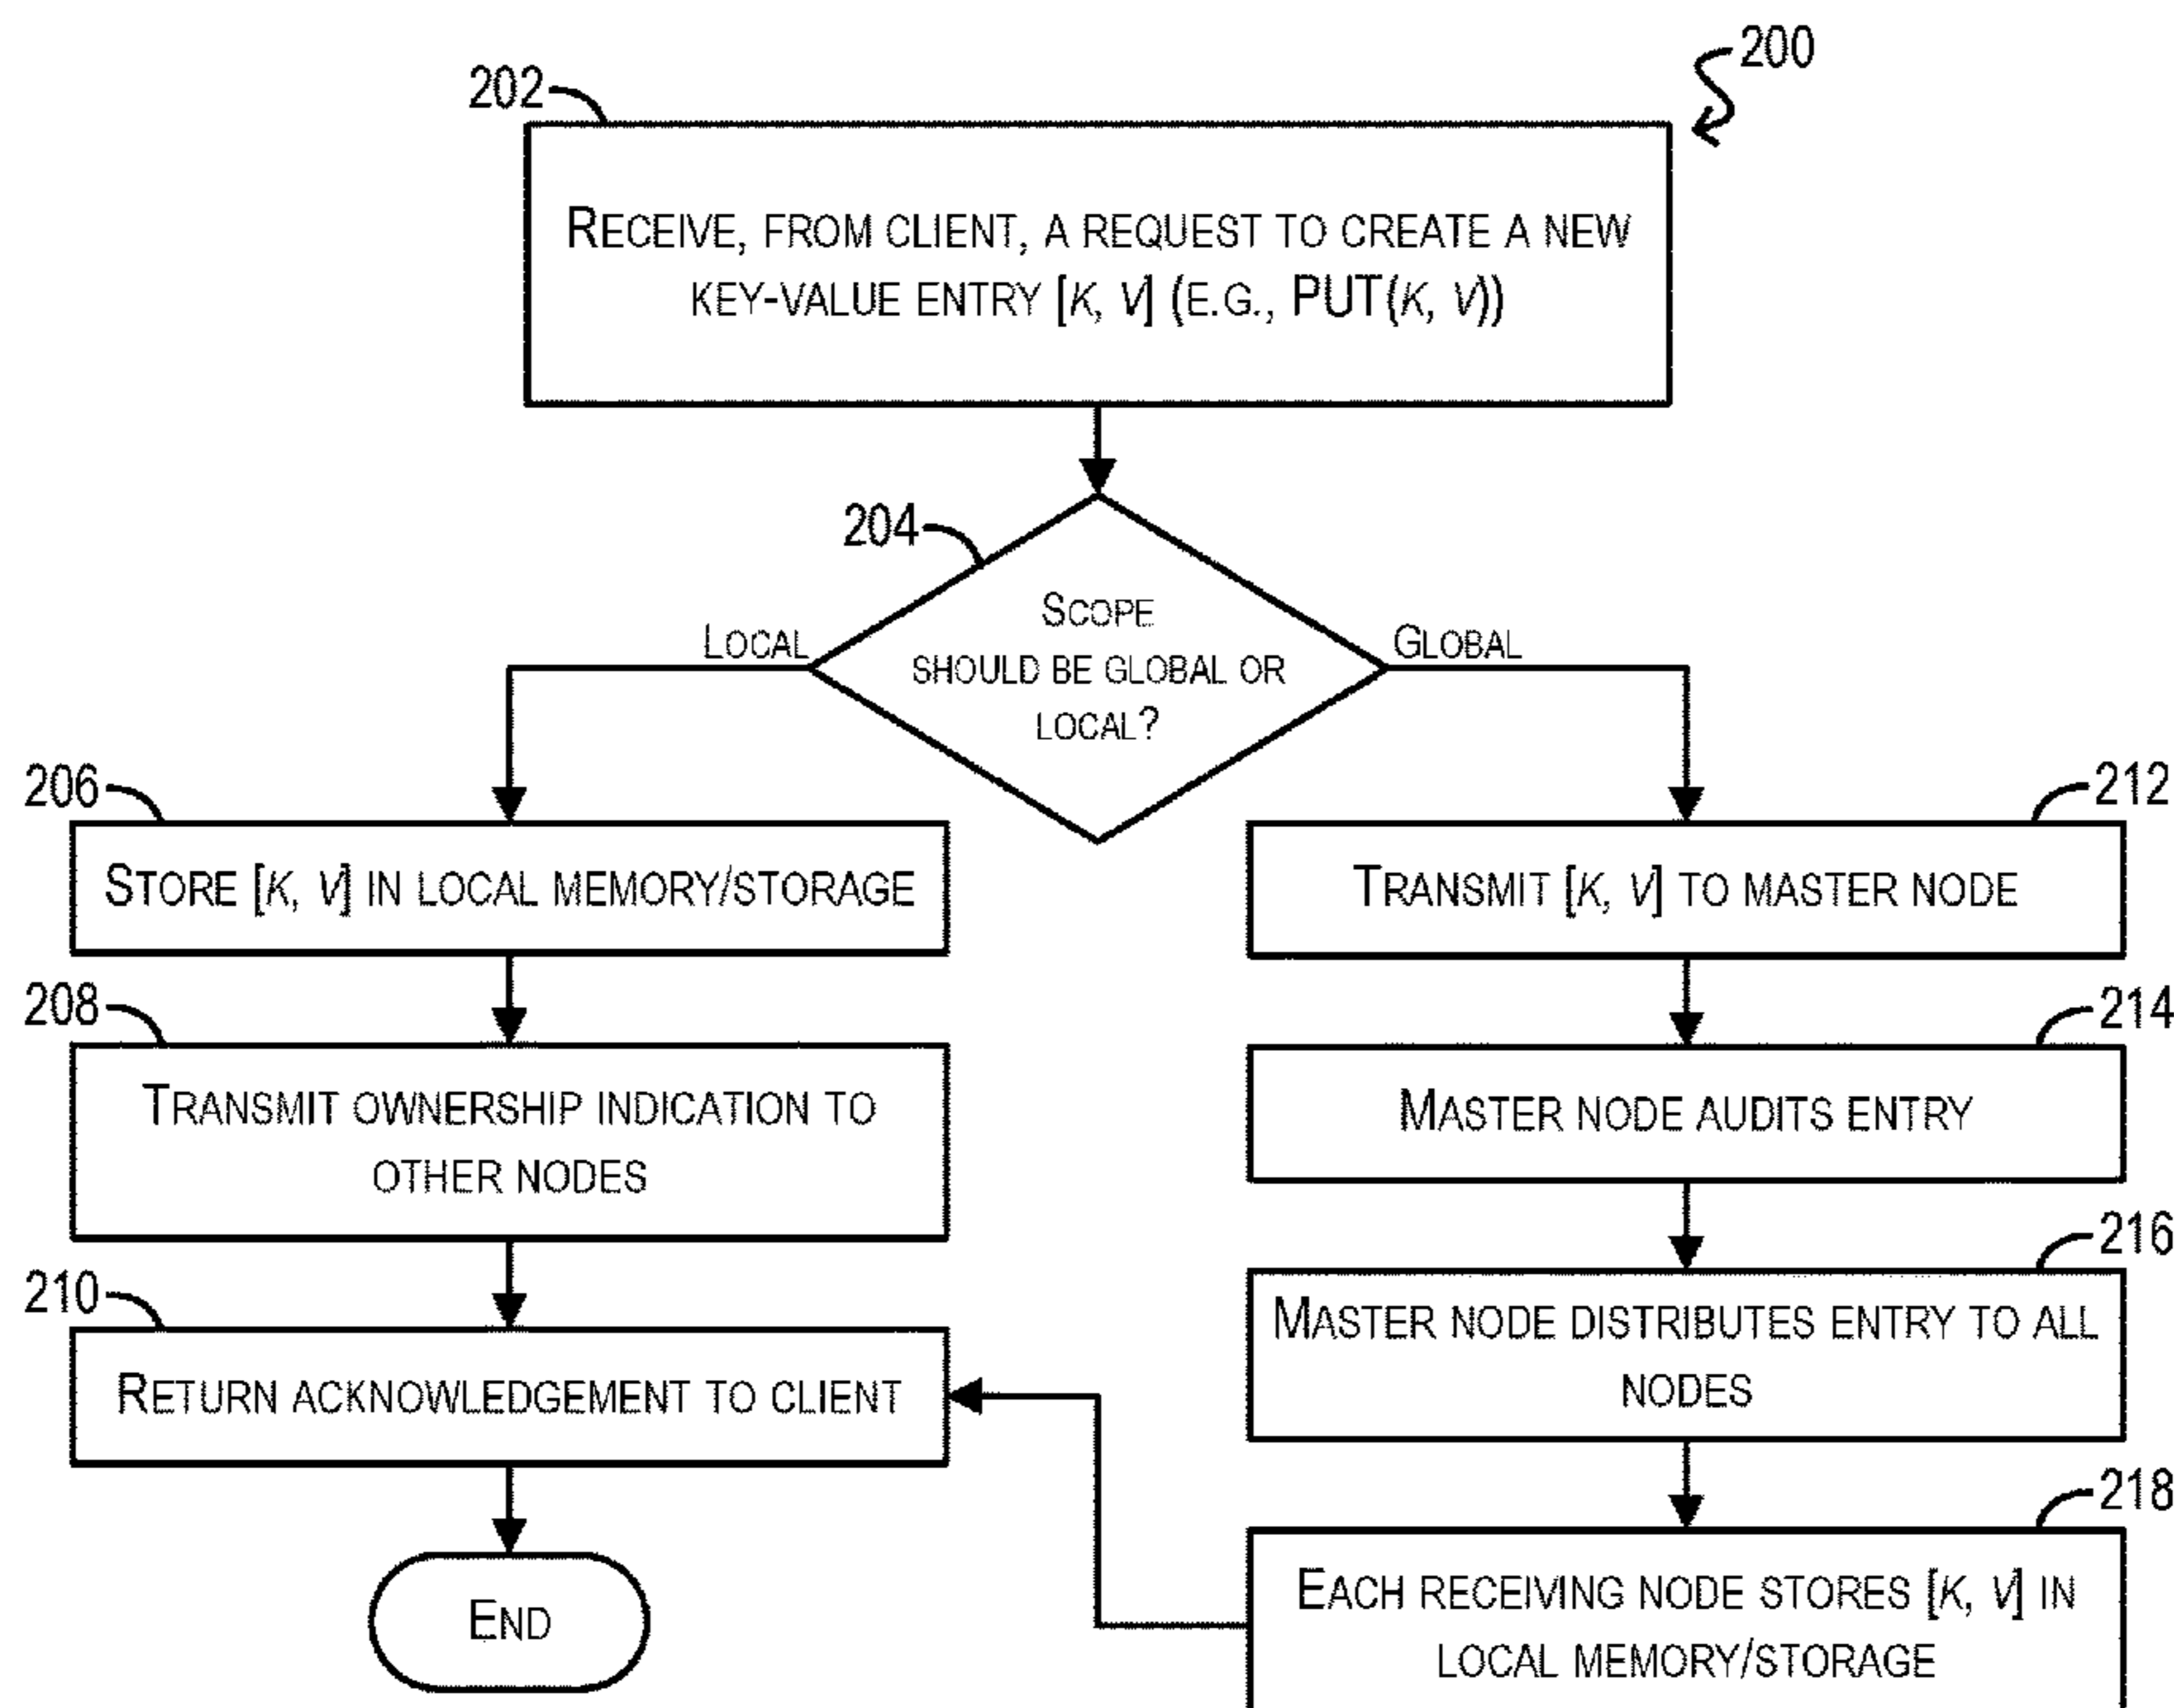 200
202
RECEIVE, FROM CLIENT, A REQUEST TO CREATE A NEW
KEY-VALUE ENTRY [K, V] (E.G., PUT(K, V))
204
SCOPE
SHOULD BE GLOBAL OR
LOCAL?
LOCAL
GLOBAL
206
STORE [K, V] IN LOCAL MEMORY/STORAGE
208
TRANSMIT OWNERSHIP INDICATION TO
OTHER NODES
210
RETURN ACKNOWLEDGEMENT TO CLIENT
END
212
TRANSMIT [K, V] TO MASTER NODE
214
MASTER NODE AUDITS ENTRY
216
MASTER NODE DISTRIBUTES ENTRY TO ALL
NODES
218
EACH RECEIVING NODE STORES [K, V] IN
LOCAL MEMORY/STORAGE